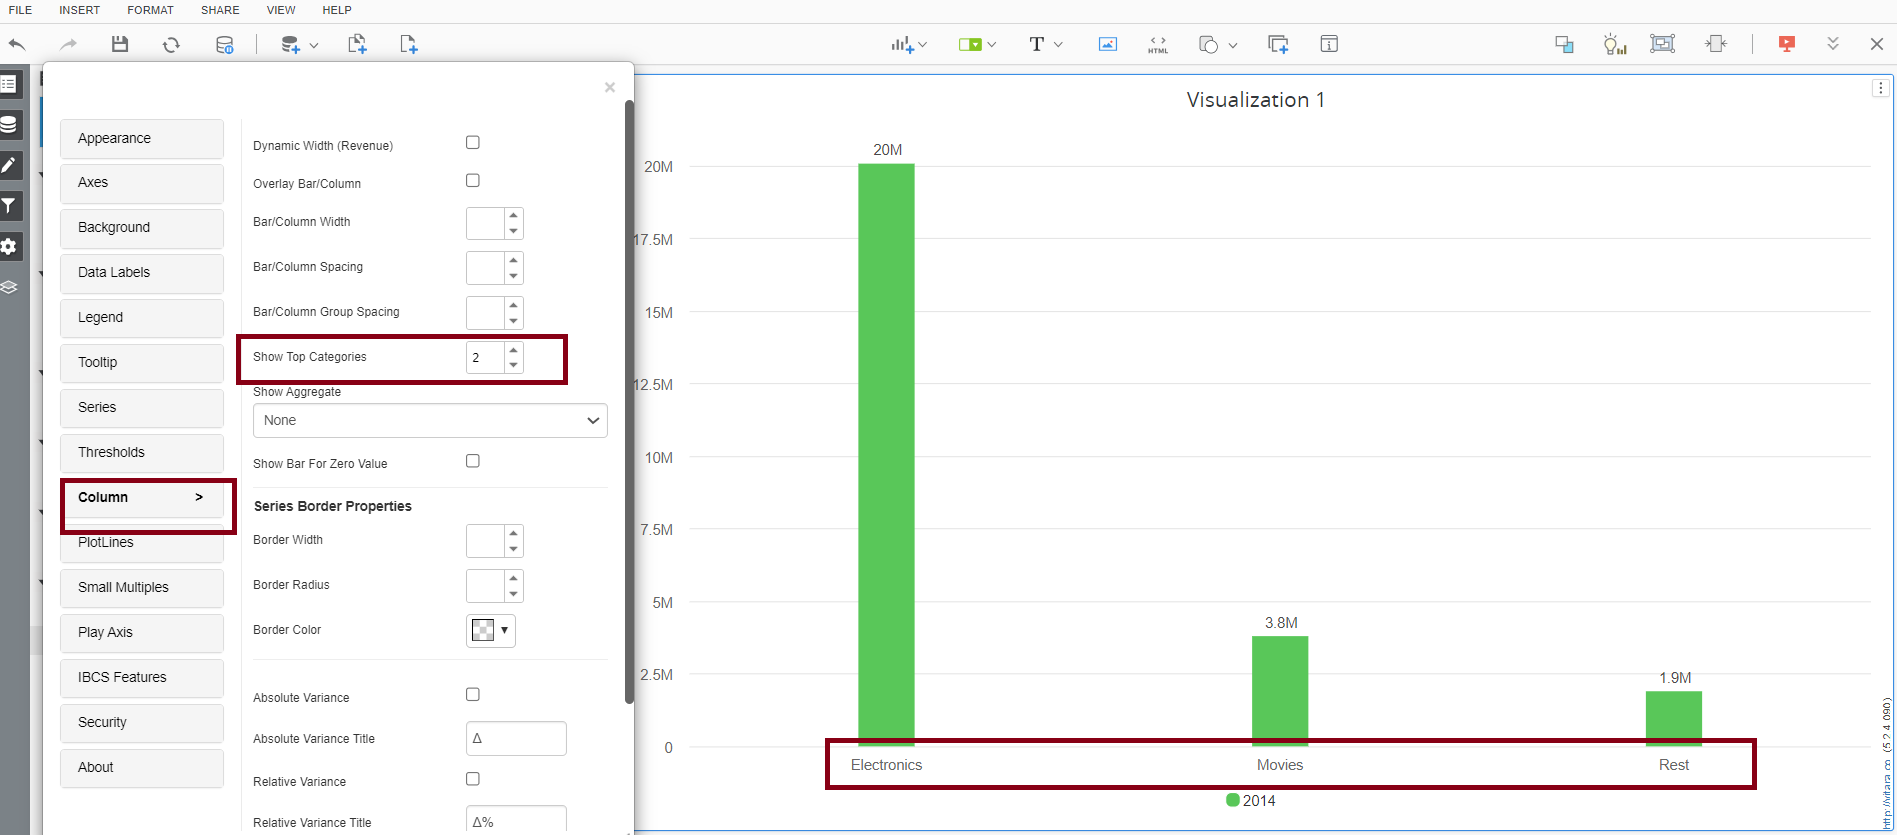 FILE INSERT FORMAT SHARE VIEW HELP
T
HTML
Appearance
Axes
Background
Data Labels
Legend
Tooltip
Series
Thresholds
Column >
PlotLines
Small Multiples
Play Axis
IBCS Features
Security
About
Dynamic Width (Revenue)
Overlay Bar/Column
Bar/Column Width
Bar/Column Spacing
Bar/Column Group Spacing
Show Top Categories 2
Show Aggregate
None
Show Bar For Zero Value
Series Border Properties
Border Width
Border Radius
Border Color
Absolute Variance
Absolute Variance Title Δ
Relative Variance
Relative Variance Title Δ%
Visualization 1
20M
17.5M
15M
12.5M
10M
7.5M
5M
2.5M
0
20M
3.8M
1.9M
Electronics Movies Rest
2014
http://vitara.co (5.2.4.090)